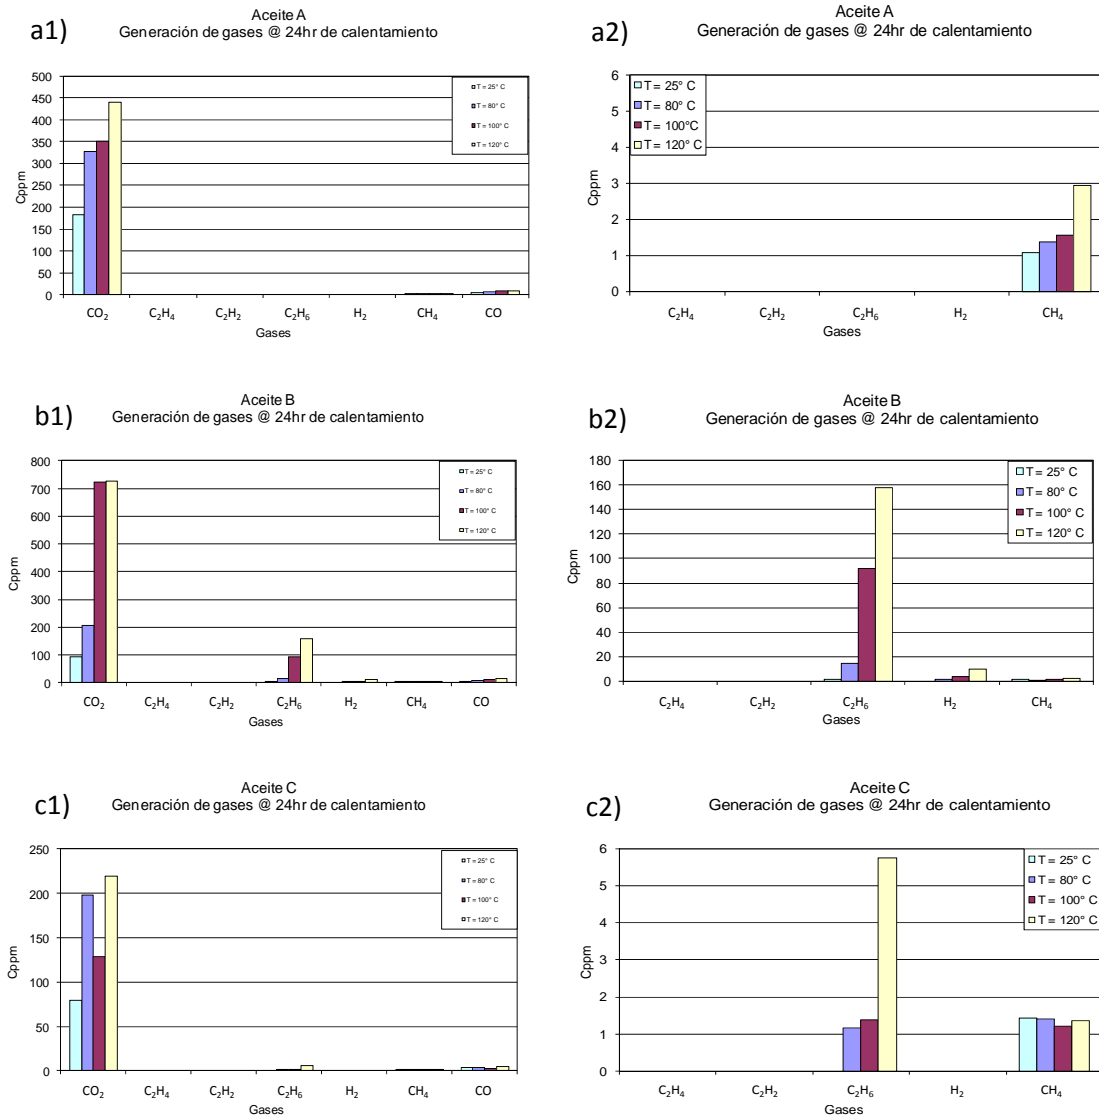 a1)
Aceite A
Generación de gases @ 24hr de calentamiento
500
450
400
350
300
250
200
150
100
50
0
Cppm
T = 25° C
T = 80° C
T = 100° C
T = 120° C
CO₂ C₂H₄ C₂H₂ C₂H₆ H₂ CH₄ CO
Gases
a2)
Aceite A
Generación de gases @ 24hr de calentamiento
6
5
4
3
2
1
0
Cppm
T = 25° C
T = 80° C
T = 100°C
T = 120° C
C₂H₄ C₂H₂ C₂H₆ H₂ CH₄
Gases
b1)
Aceite B
Generación de gases @ 24hr de calentamiento
800
700
600
500
400
300
200
100
0
Cppm
T = 25° C
T = 80° C
T = 100° C
T = 120° C
CO₂ C₂H₄ C₂H₂ C₂H₆ H₂ CH₄ CO
Gases
b2)
Aceite B
Generación de gases @ 24hr de calentamiento
180
160
140
120
100
80
60
40
20
0
Cppm
T = 25° C
T = 80° C
T = 100° C
T = 120° C
C₂H₄ C₂H₂ C₂H₆ H₂ CH₄
Gases
c1)
Aceite C
Generación de gases @ 24hr de calentamiento
250
200
150
100
50
0
Cppm
T = 25° C
T = 80° C
T = 100° C
T = 120° C
CO₂ C₂H₄ C₂H₂ C₂H₆ H₂ CH₄ CO
Gases
c2)
Aceite C
Generación de gases @ 24hr de calentamiento
6
5
4
3
2
1
0
Cppm
T = 25° C
T = 80° C
T = 100° C
T = 120° C
C₂H₄ C₂H₂ C₂H₆ H₂ CH₄
Gases